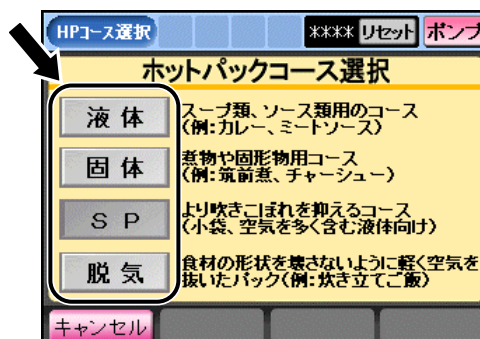 HPコース選択 **** リセット ポンプ
ホットパックコース選択
液体 スープ類、ソース類用のコース
(例:カレー、ミートソース)
固体 煮物や固形物用コース
(例:筑前煮、チャーシュー)
SP より吹きこぼれを抑えるコース
(小袋、空気を多く含む液体向け)
脱気 食材の形状を壊さないように軽く空気を
抜いたパック(例:炊き立てご飯)
キャンセル